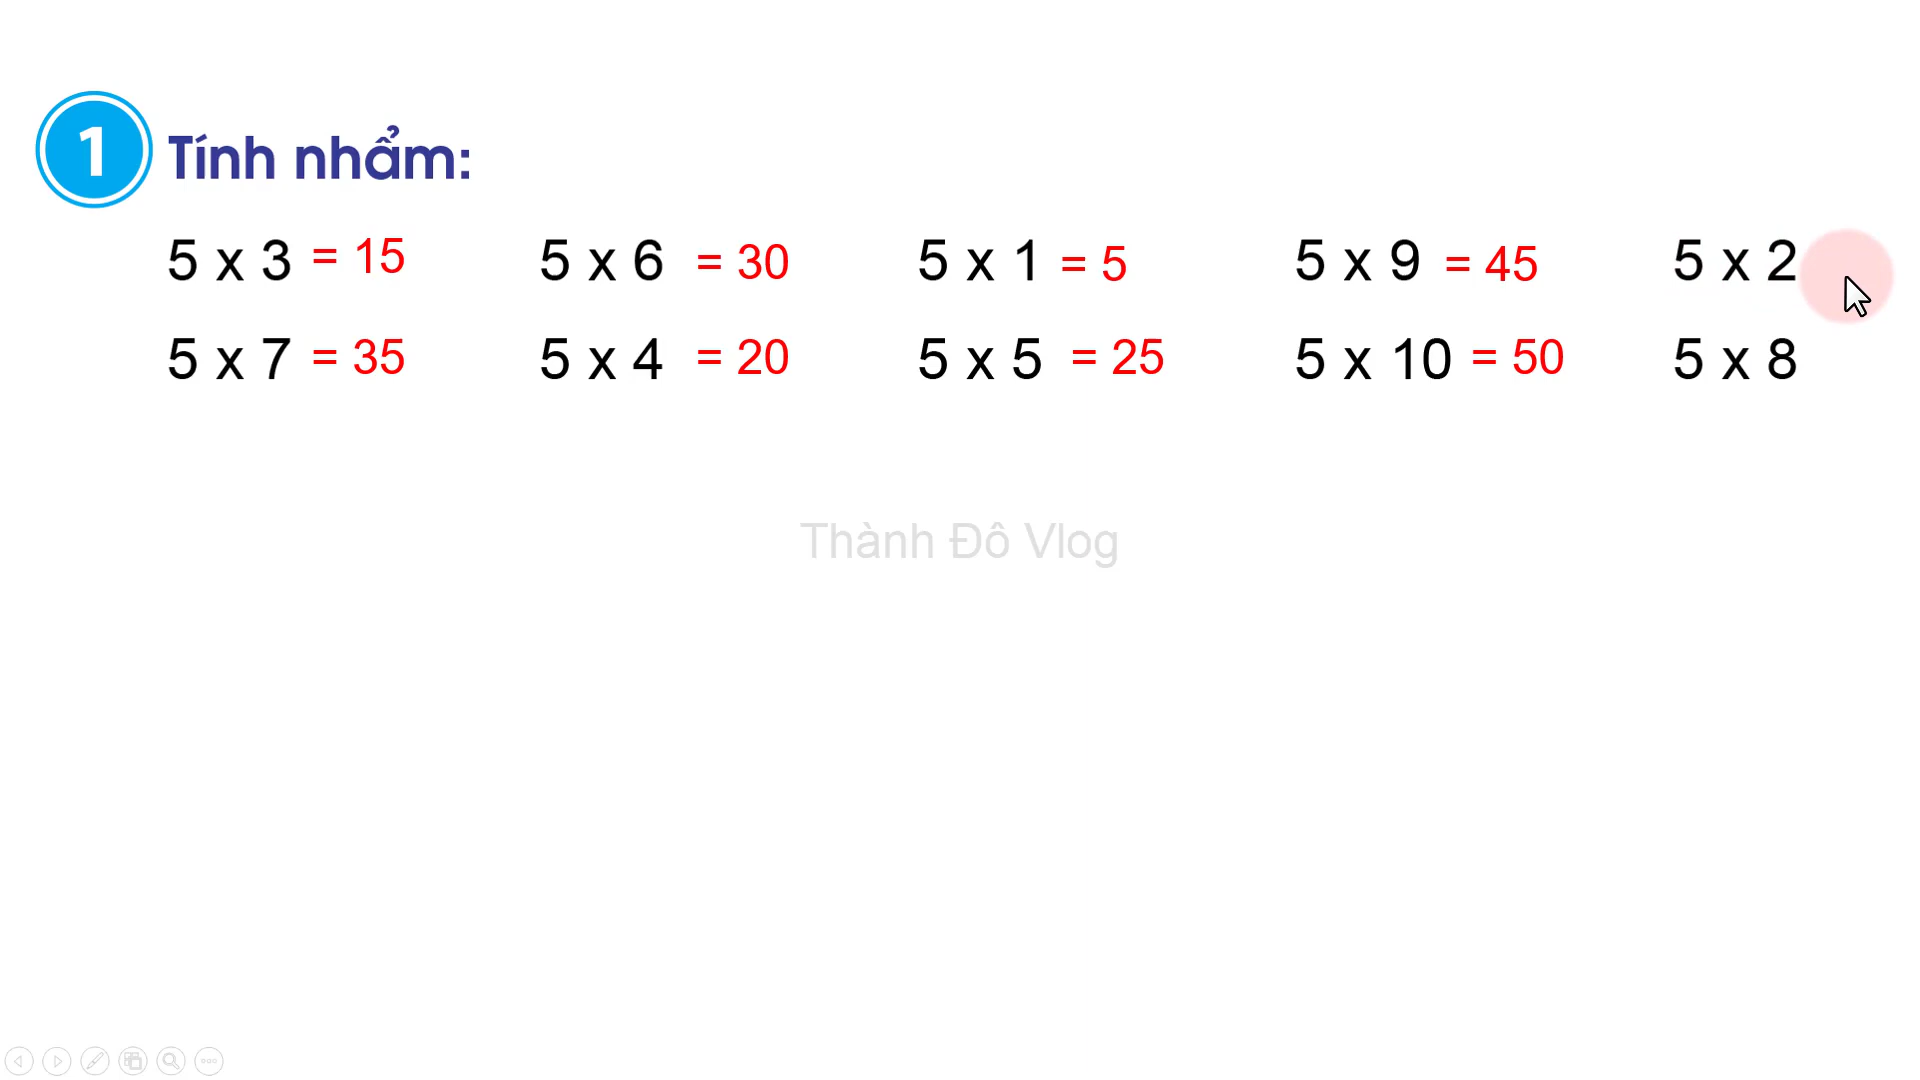 1 Tính nhẩm:
5 x 3 = 15 5 x 6 = 30 5 x 1 = 5 5 x 9 = 45 5 x 2
5 x 7 = 35 5 x 4 = 20 5 x 5 = 25 5 x 10 = 50 5 x 8
Thành Đô Vlog